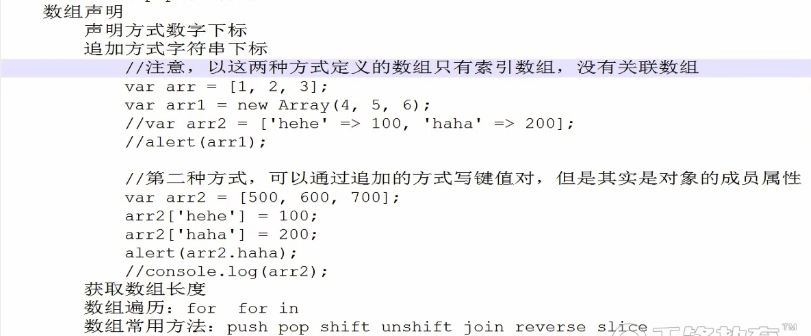 数组声明
声明方式数字下标
追加方式字符串下标
//注意，以这两种方式定义的数组只有索引数组，没有关联数组
var arr = [1, 2, 3];
var arr1 = new Array(4, 5, 6);
//var arr2 = ['hehe' => 100, 'haha' => 200];
//alert(arr1);
//第二种方式，可以通过追加的方式写键值对，但是其实是对象的成员属性
var arr2 = [500, 600, 700];
arr2['hehe'] = 100;
arr2['haha'] = 200;
alert(arr2.haha);
//console.log(arr2);
获取数组长度
数组遍历：for  for in
数组常用方法：push pop shift unshift join reverse slice